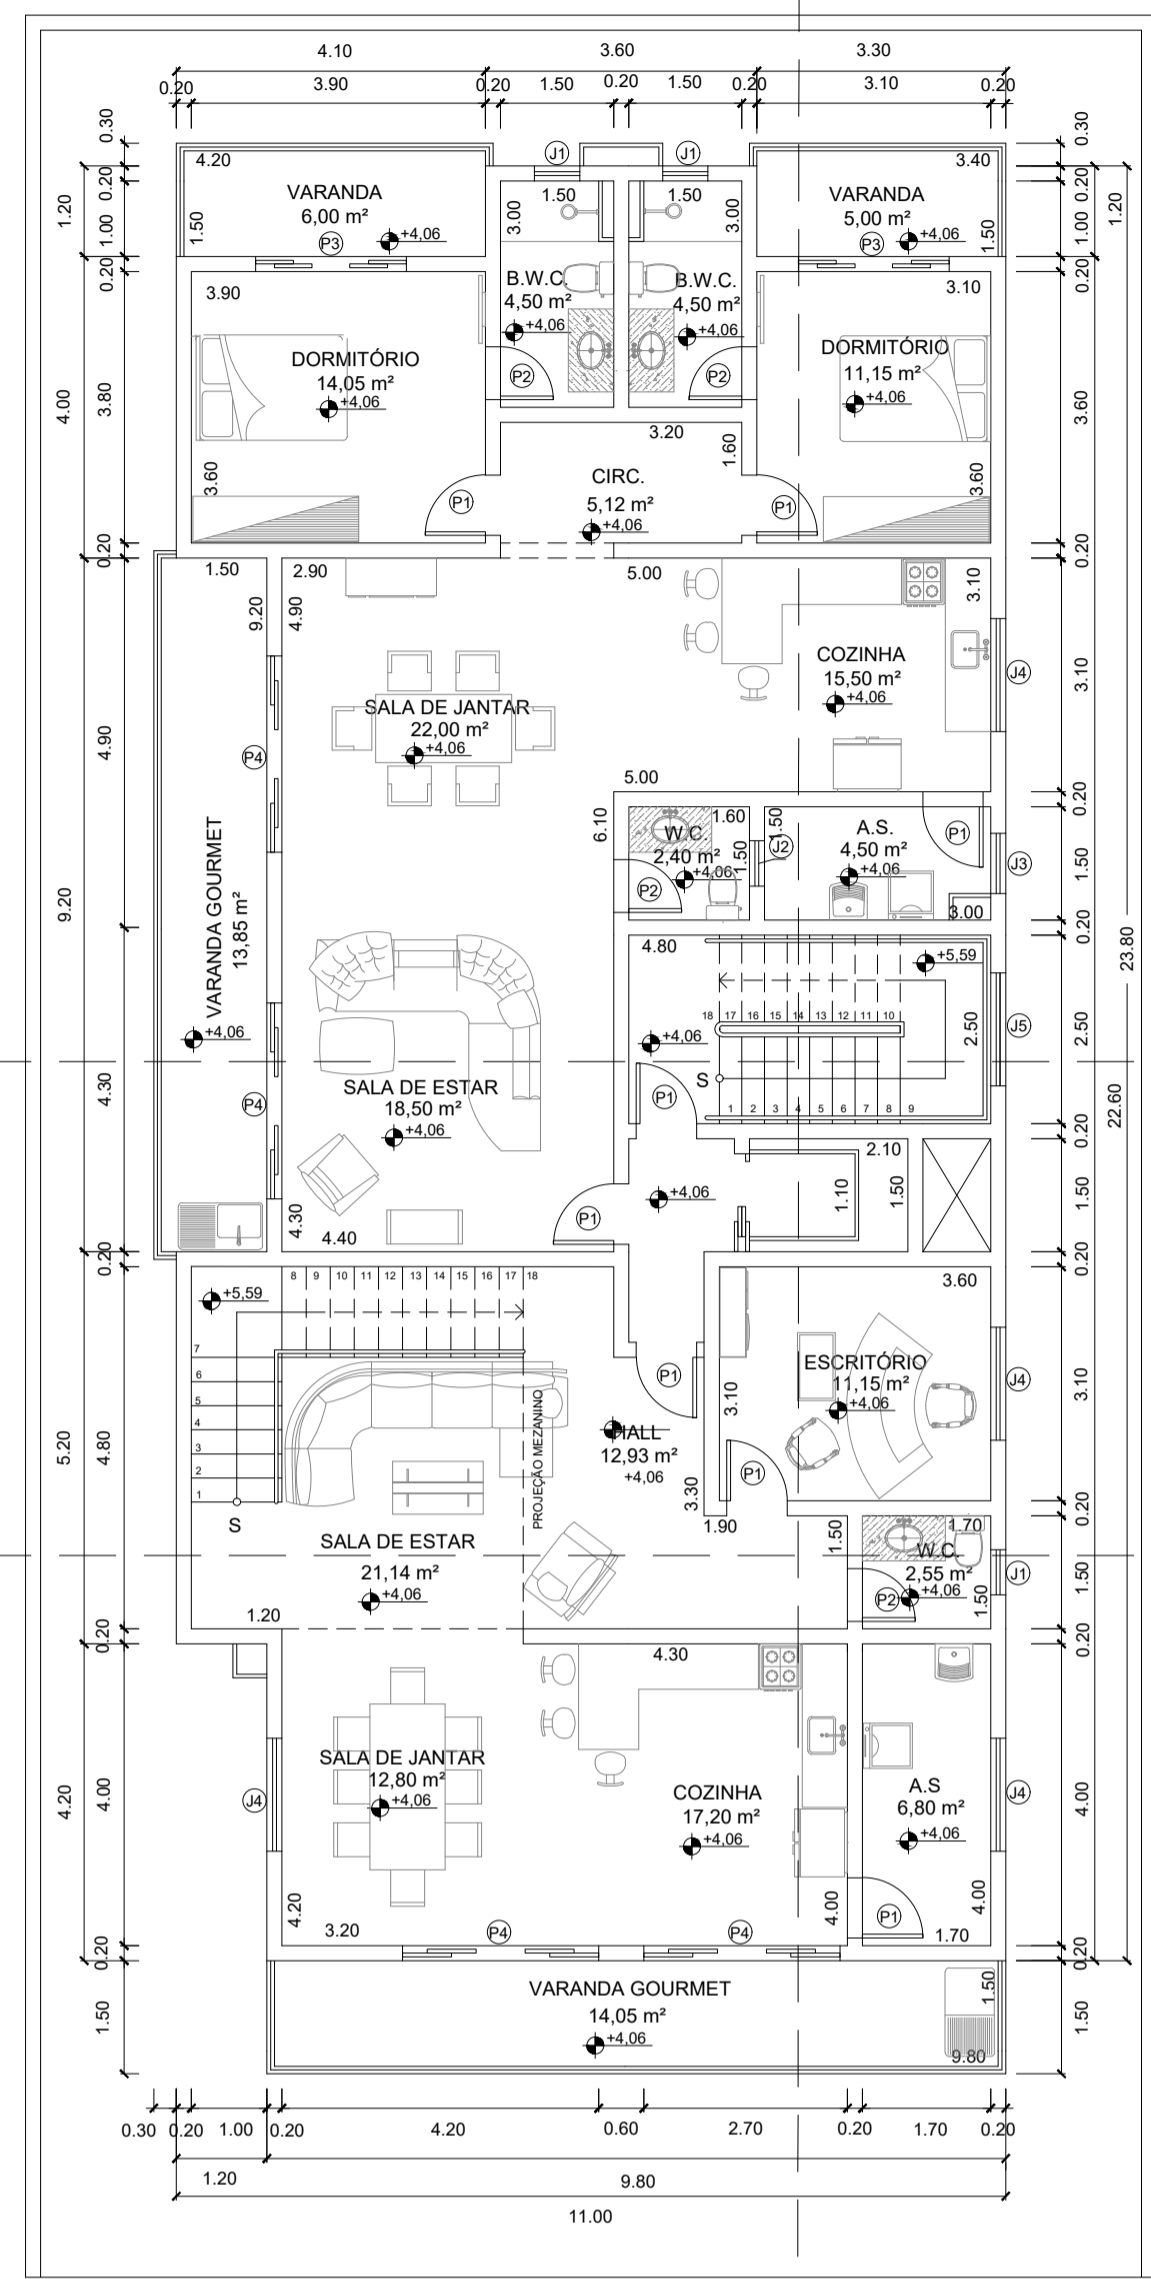 4.10 3.60 3.30
0.20 3.90 0.20 1.50 0.20 1.50 0.20 3.10 0.20
0.30 0.30
J1 J1
4.20 3.40
1.20 0.20 VARANDA 1.50 1.50 VARANDA 0.20 1.20
6,00 m² 5,00 m²
1.00 1.50 3.00 3.00 1.50 1.00
+4,06 +4,06
P3 P3
0.20 0.20
3.90 B.W.C. B.W.C. 3.10
4,50 m² 4,50 m²
+4,06 +4,06
DORMITÓRIO DORMITÓRIO
14,05 m² 11,15 m²
P2 P2
4.00 3.80 +4,06 +4,06 3.60
3.20
1.60
3.60 CIRC. 3.60
5,12 m²
P1 +4,06 P1
0.20 0.20
1.50 2.90 5.00 3.10
9.20 4.90
COZINHA
15,50 m²
+4,06
J4 3.10
SALA DE JANTAR
22,00 m²
+4,06
4.90 P4
5.00
0.20
6.10 1.60 1.50 A.S. P1
W.C. J2 4,50 m²
2,40 m² 1.50 J3 1.50
+4,06 +4,06
P2
3.00
9.20 VARANDA GOURMET
13,85 m²
0.20
4.80 +5,59 23.80
18 17 16 15 14 13 12 11 10
+4,06 +4,06 2.50 J5 2.50
S
4.30 SALA DE ESTAR
P4 18,50 m² P1 1 2 3 4 5 6 7 8 9
+4,06 22.60
0.20
2.10
+4,06 1.10 1.50 1.50
4.30 P1
4.40
0.20 0.20
8 9 10 11 12 13 14 15 16 17 18 3.60
+5,59
7
6 ESCRITÓRIO
P1 11,15 m² J4
5 3.10 +4,06 3.10
4 PROJEÇÃO MEZANINO HALL
5.20 4.80 3 12,93 m²
2 +4,06 P1
1 3.30
0.20
S 1.90 1.50 1.70
SALA DE ESTAR W.C.
21,14 m² 2,55 m² J1
+4,06 +4,06 1.50
P2 1.50
1.20
0.20 0.20
4.30
SALA DE JANTAR
12,80 m² COZINHA A.S
4.20 4.00 J4 +4,06 17,20 m² 6,80 m² J4 4.00
+4,06 +4,06
4.20 4.00 4.00
3.20 P4 P4 P1 1.70
0.20 0.20
VARANDA GOURMET 1.50
1.50 14,05 m² 1.50
+4,06
9.80
0.30 0.20 1.00 0.20 4.20 0.60 2.70 0.20 1.70 0.20
1.20 9.80
11.00